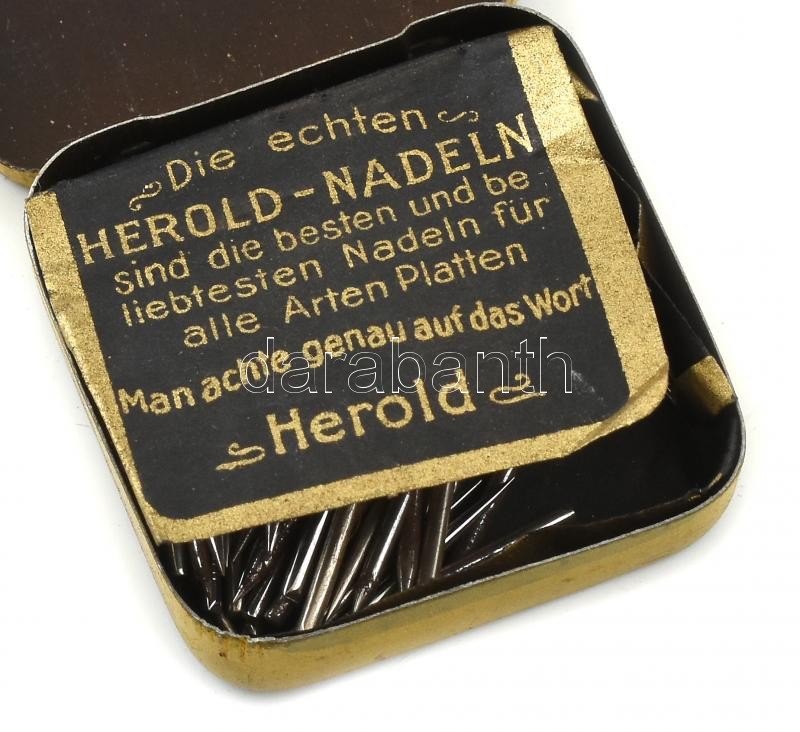 Die echten
HEROLD-NADELN
sind die besten und be
liebtesten Nadeln für
alle Arten Platten
Man achte genau auf das Wort
Herold
darabanth